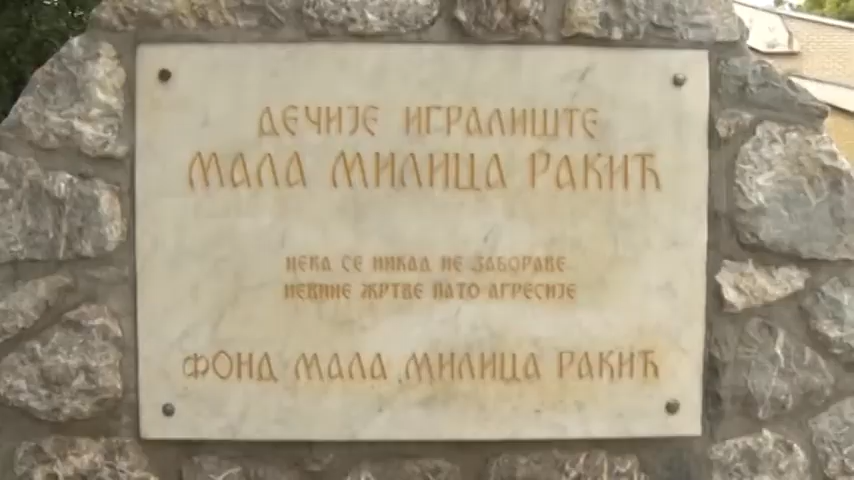 ДЕЧИЈЕ ИГРАЛИШТЕ
МАЛА МИЛИЦА РАКИЋ
НЕКА СЕ НИКАД НЕ ЗАБОРАВЕ
НЕВИНЕ ЖРТВЕ НАТО АГРЕСИЈЕ
ФОНД МАЛА МИЛИЦА РАКИЋ